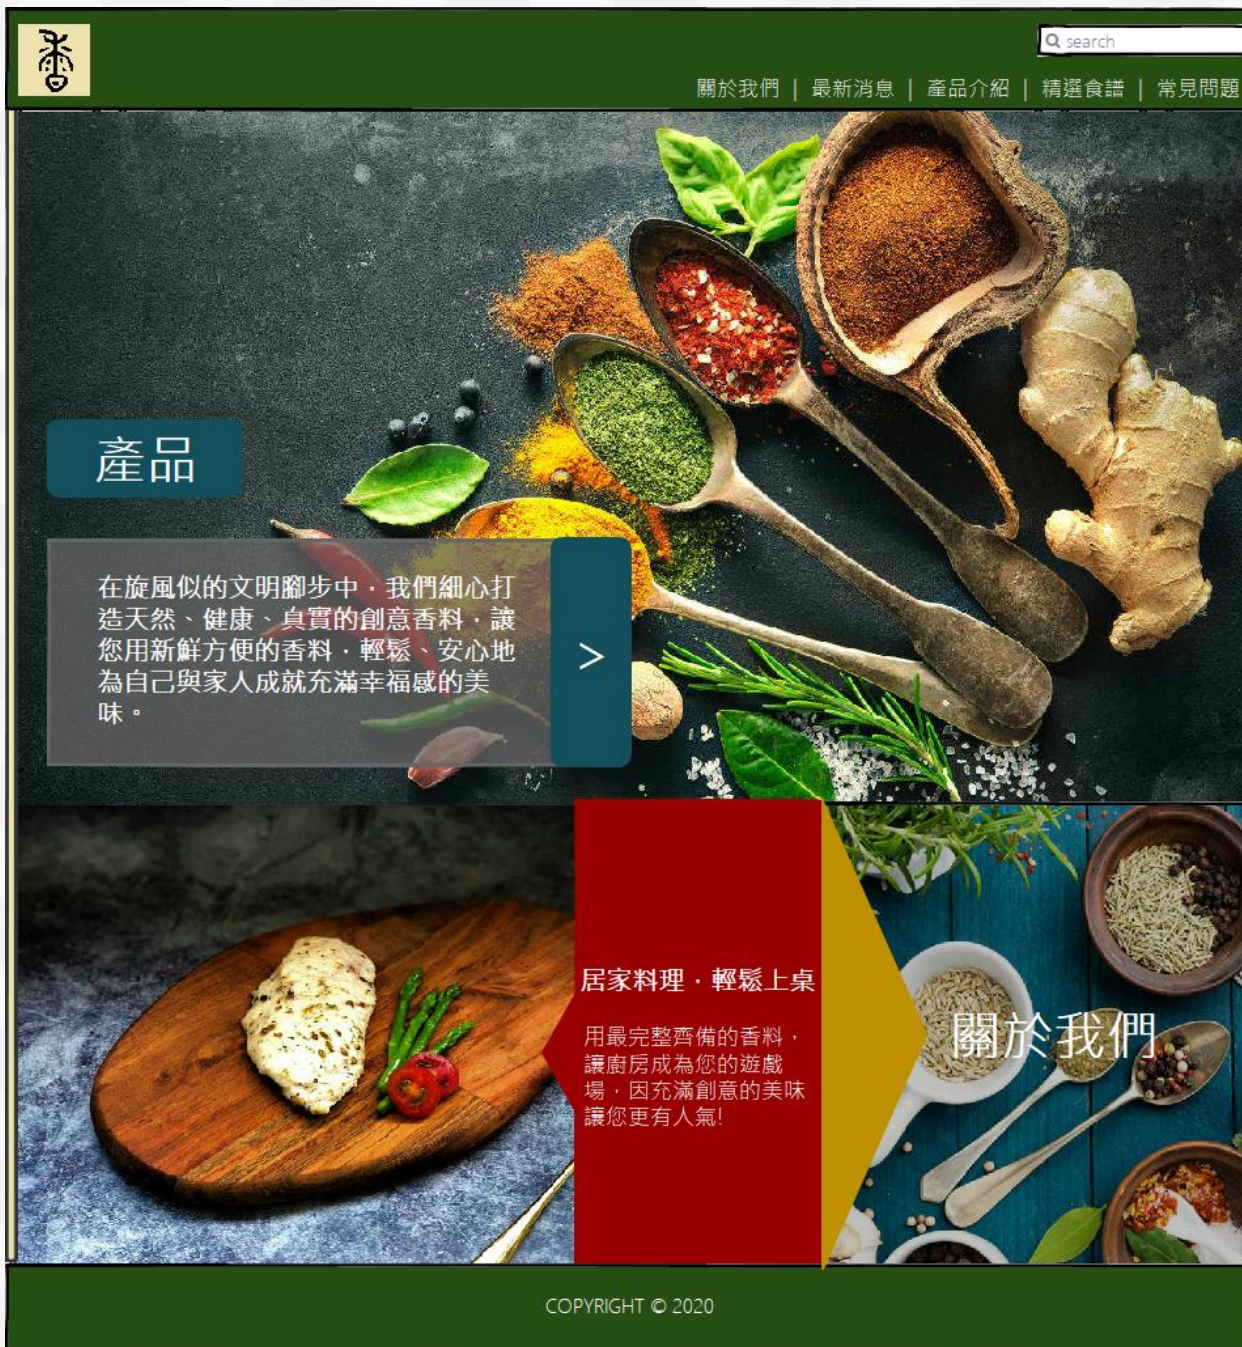 search
關於我們 | 最新消息 | 產品介紹 | 精選食譜 | 常見問題
產品
在旋風似的文明腳步中，我們細心打
造天然、健康、真實的創意香料，讓
您用新鮮方便的香料，輕鬆、安心地
為自己與家人成就充滿幸福感的美
味。
>
居家料理，輕鬆上桌
用最完整齊備的香料，
讓廚房成為您的遊戲
場，因充滿創意的美味
讓您更有人氣!
關於我們
COPYRIGHT © 2020